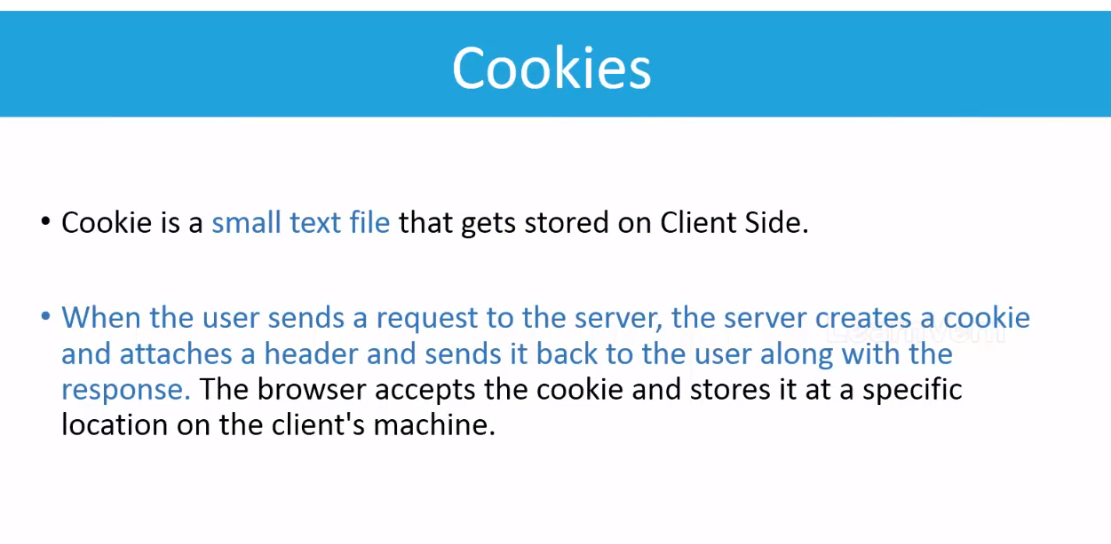 Cookies
• Cookie is a small text file that gets stored on Client Side.
• When the user sends a request to the server, the server creates a cookie
and attaches a header and sends it back to the user along with the
response. The browser accepts the cookie and stores it at a specific
location on the client's machine.